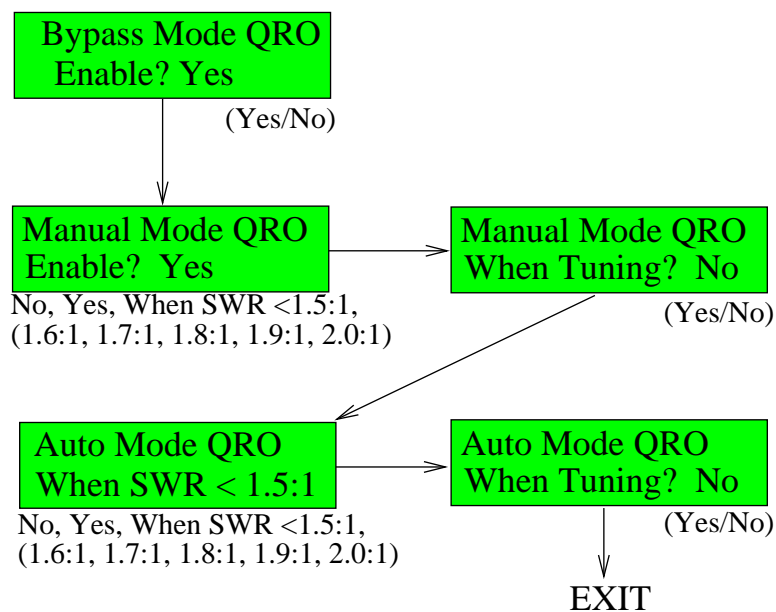 Bypass Mode QRO
Enable? Yes
(Yes/No)
Manual Mode QRO
Enable?  Yes
No, Yes, When SWR <1.5:1,
(1.6:1, 1.7:1, 1.8:1, 1.9:1, 2.0:1)
Manual Mode QRO
When Tuning?  No
(Yes/No)
Auto Mode QRO
When SWR < 1.5:1
No, Yes, When SWR <1.5:1,
(1.6:1, 1.7:1, 1.8:1, 1.9:1, 2.0:1)
Auto Mode QRO
When Tuning?  No
(Yes/No)
EXIT